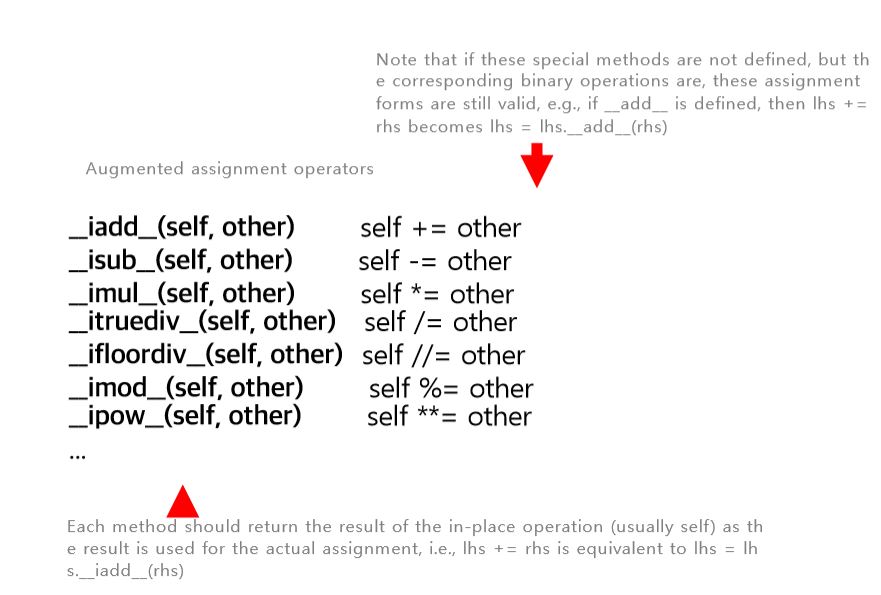 Note that if these special methods are not defined, but th
e corresponding binary operations are, these assignment
forms are still valid, e.g., if __add__ is defined, then lhs +=
rhs becomes lhs = lhs.__add__(rhs)
Augmented assignment operators
__iadd__(self, other) self += other
__isub__(self, other) self -= other
__imul__(self, other) self *= other
__itruediv__(self, other) self /= other
__ifloordiv__(self, other) self //= other
__imod__(self, other) self %= other
__ipow__(self, other) self **= other
...
Each method should return the result of the in-place operation (usually self) as th
e result is used for the actual assignment, i.e., lhs += rhs is equivalent to lhs = lh
s.__iadd__(rhs)